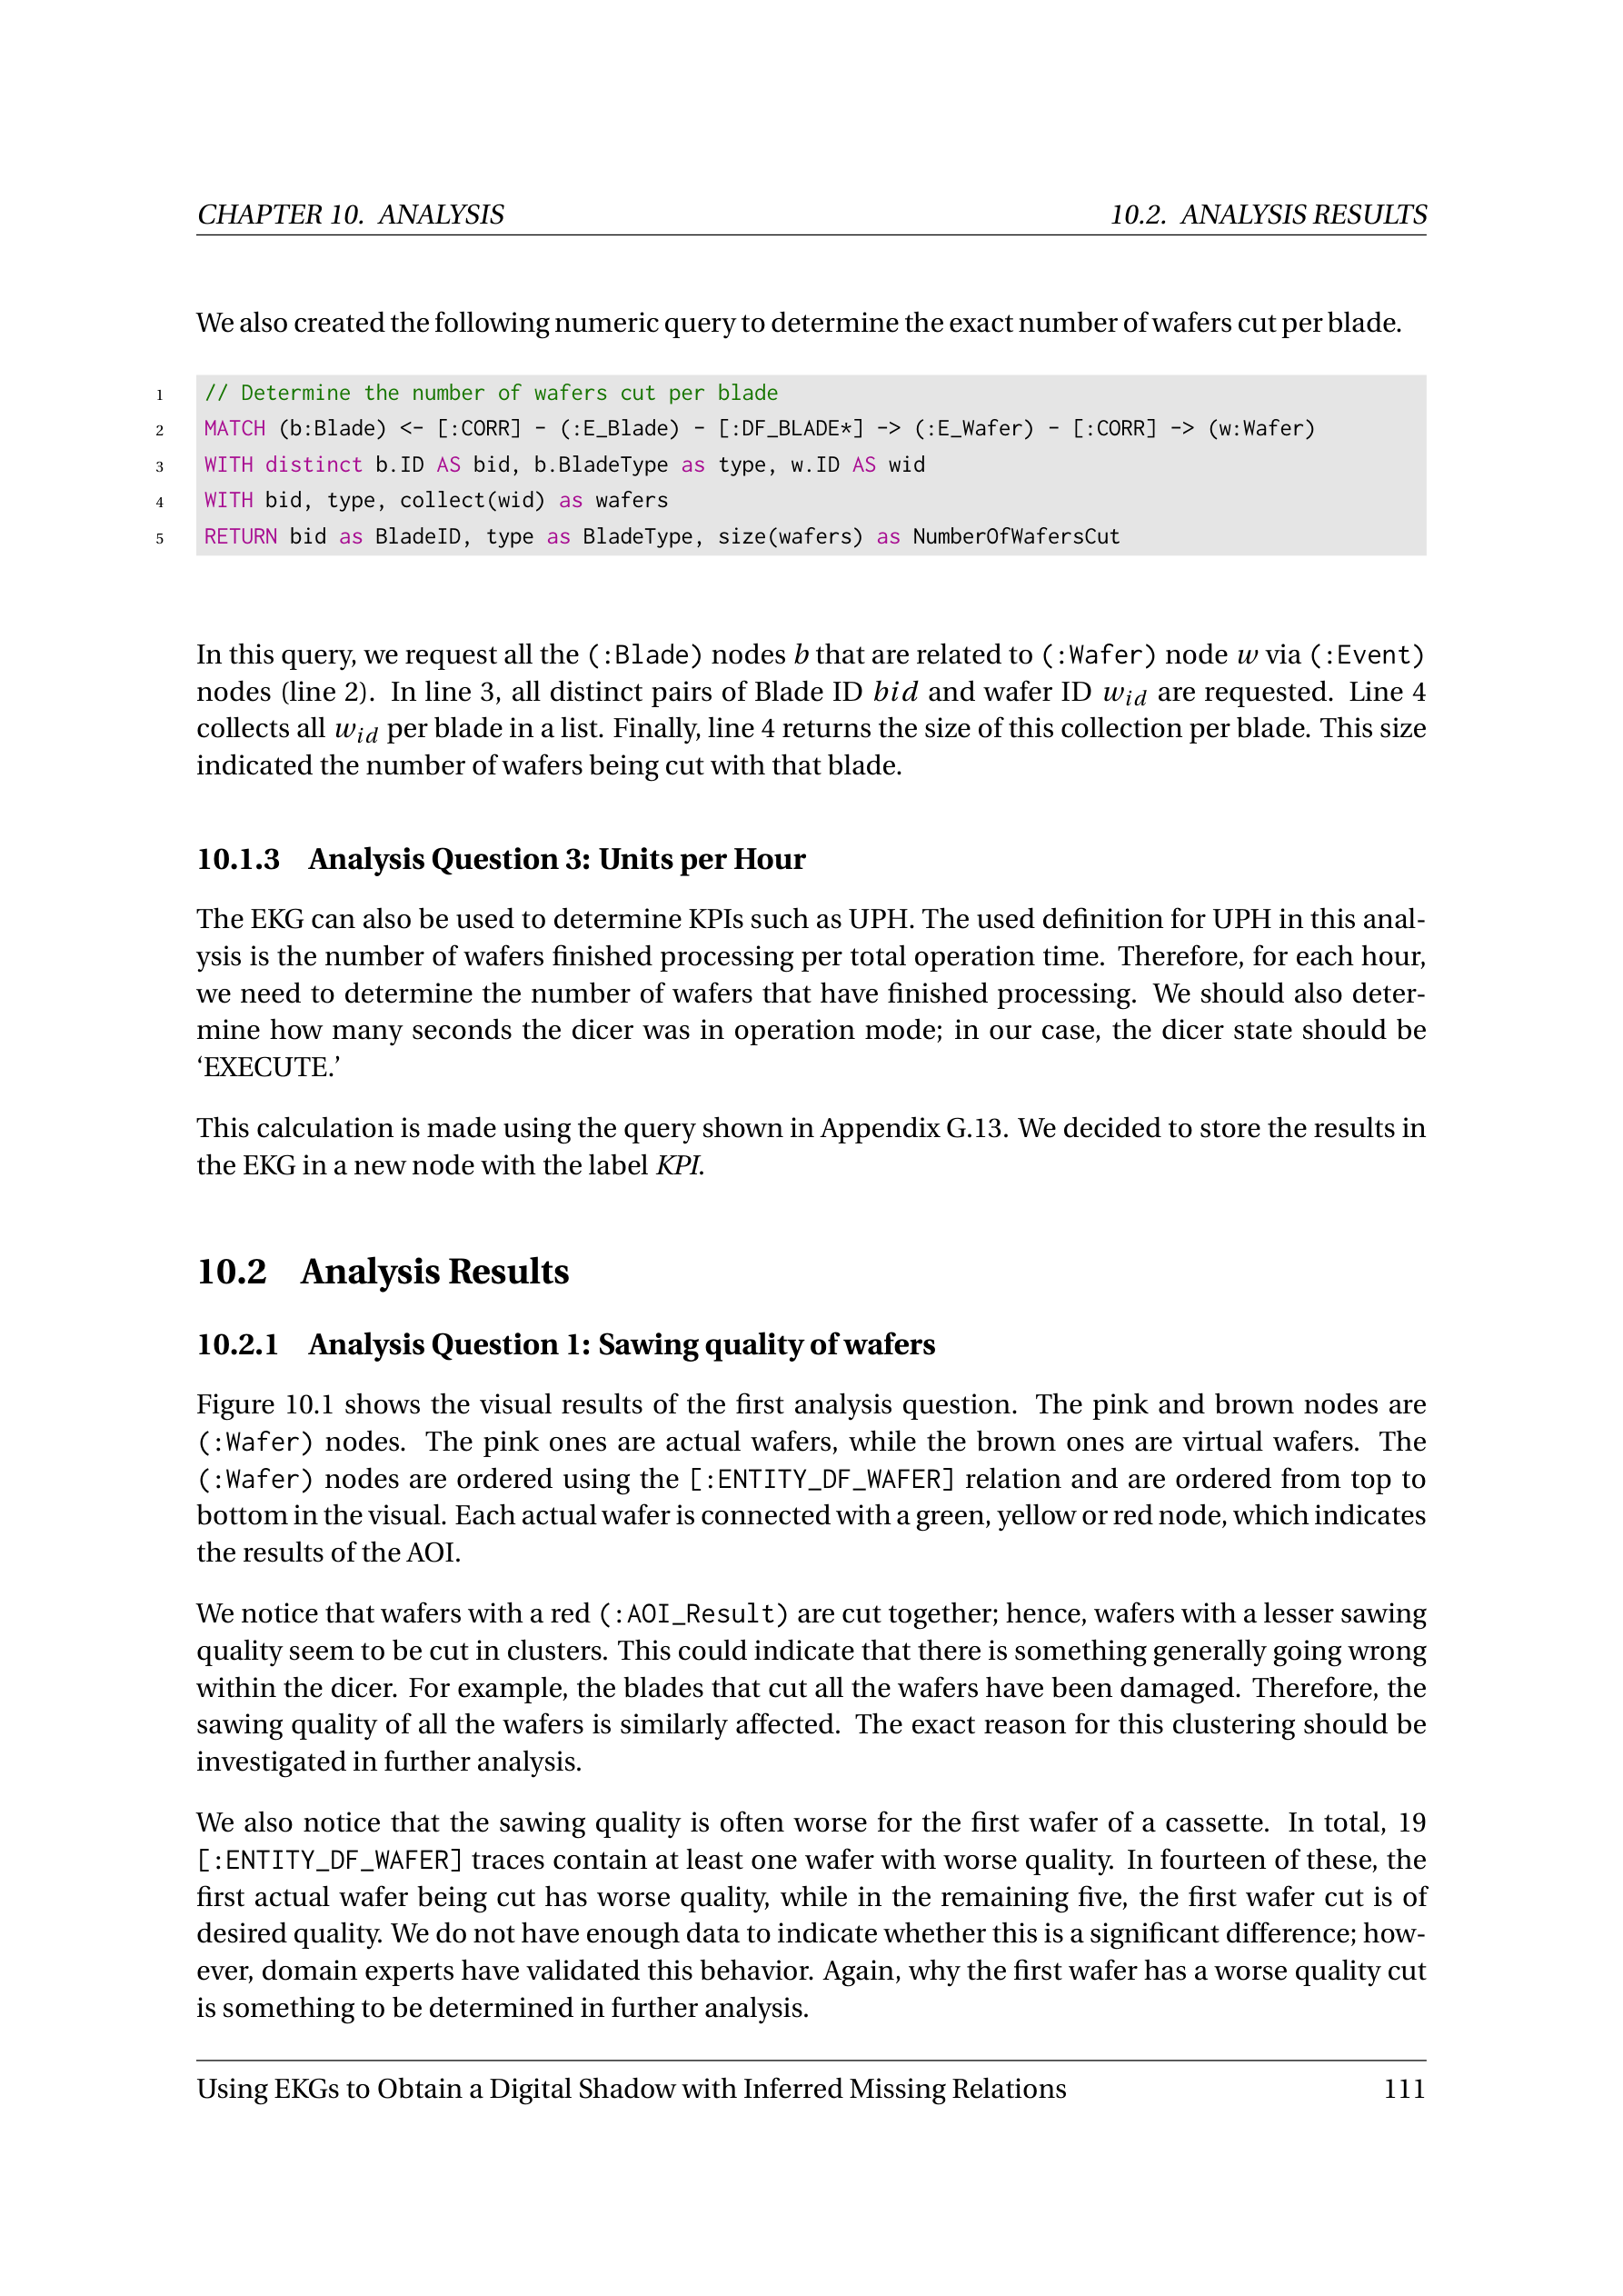 CHAPTER 10. ANALYSIS 10.2. ANALYSIS RESULTS
We also created the following numeric query to determine the exact number of wafers cut per blade.
1 // Determine the number of wafers cut per blade
2 MATCH (b:Blade) <- [:CORR] - (:E_Blade) - [:DF_BLADE*] -> (:E_Wafer) - [:CORR] -> (w:Wafer)
3 WITH distinct b.ID AS bid, b.BladeType as type, w.ID AS wid
4 WITH bid, type, collect(wid) as wafers
5 RETURN bid as BladeID, type as BladeType, size(wafers) as NumberOfWafersCut
In this query, we request all the (:Blade) nodes b that are related to (:Wafer) node w via (:Event)
nodes (line 2). In line 3, all distinct pairs of Blade ID bid and wafer ID w_id are requested. Line 4
collects all w_id per blade in a list. Finally, line 4 returns the size of this collection per blade. This size
indicated the number of wafers being cut with that blade.
10.1.3 Analysis Question 3: Units per Hour
The EKG can also be used to determine KPIs such as UPH. The used definition for UPH in this anal-
ysis is the number of wafers finished processing per total operation time. Therefore, for each hour,
we need to determine the number of wafers that have finished processing. We should also deter-
mine how many seconds the dicer was in operation mode; in our case, the dicer state should be
‘EXECUTE.’
This calculation is made using the query shown in Appendix G.13. We decided to store the results in
the EKG in a new node with the label KPI.
10.2 Analysis Results
10.2.1 Analysis Question 1: Sawing quality of wafers
Figure 10.1 shows the visual results of the first analysis question. The pink and brown nodes are
(:Wafer) nodes. The pink ones are actual wafers, while the brown ones are virtual wafers. The
(:Wafer) nodes are ordered using the [:ENTITY_DF_WAFER] relation and are ordered from top to
bottom in the visual. Each actual wafer is connected with a green, yellow or red node, which indicates
the results of the AOI.
We notice that wafers with a red (:AOI_Result) are cut together; hence, wafers with a lesser sawing
quality seem to be cut in clusters. This could indicate that there is something generally going wrong
within the dicer. For example, the blades that cut all the wafers have been damaged. Therefore, the
sawing quality of all the wafers is similarly affected. The exact reason for this clustering should be
investigated in further analysis.
We also notice that the sawing quality is often worse for the first wafer of a cassette. In total, 19
[:ENTITY_DF_WAFER] traces contain at least one wafer with worse quality. In fourteen of these, the
first actual wafer being cut has worse quality, while in the remaining five, the first wafer cut is of
desired quality. We do not have enough data to indicate whether this is a significant difference; how-
ever, domain experts have validated this behavior. Again, why the first wafer has a worse quality cut
is something to be determined in further analysis.
Using EKGs to Obtain a Digital Shadow with Inferred Missing Relations 111